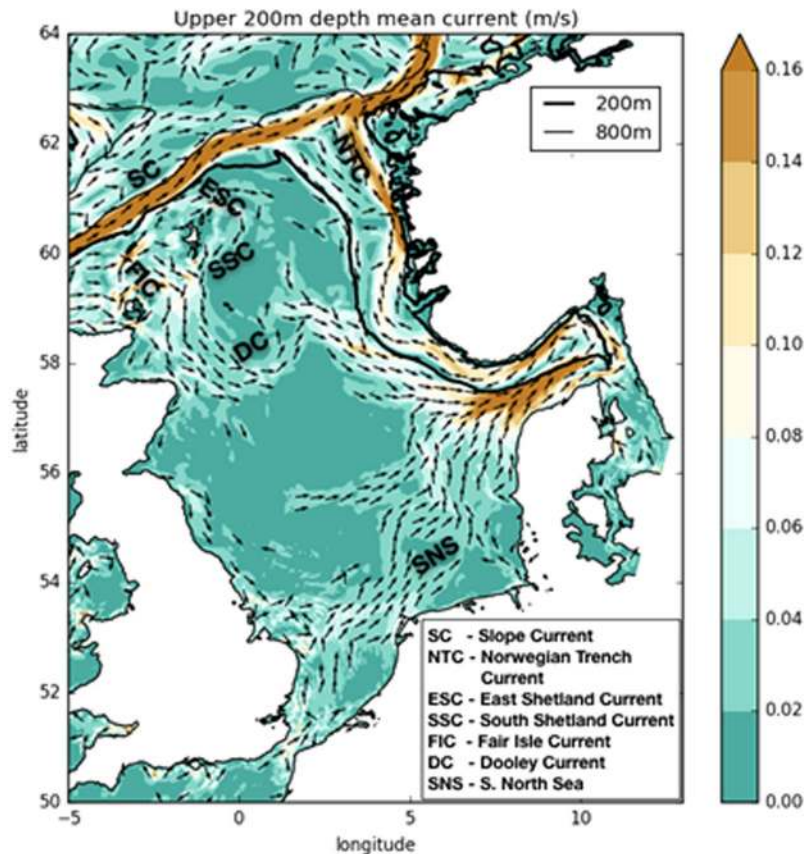 Upper 200m depth mean current (m/s)
64
62
60
58
56
54
52
50
latitude
−5
0
5
10
longitude
200m
800m
SC
ESC
NTC
SSC
FIC
DC
SNS
SC - Slope Current
NTC - Norwegian Trench
Current
ESC - East Shetland Current
SSC - South Shetland Current
FIC - Fair Isle Current
DC - Dooley Current
SNS - S. North Sea
0.16
0.14
0.12
0.10
0.08
0.06
0.04
0.02
0.00